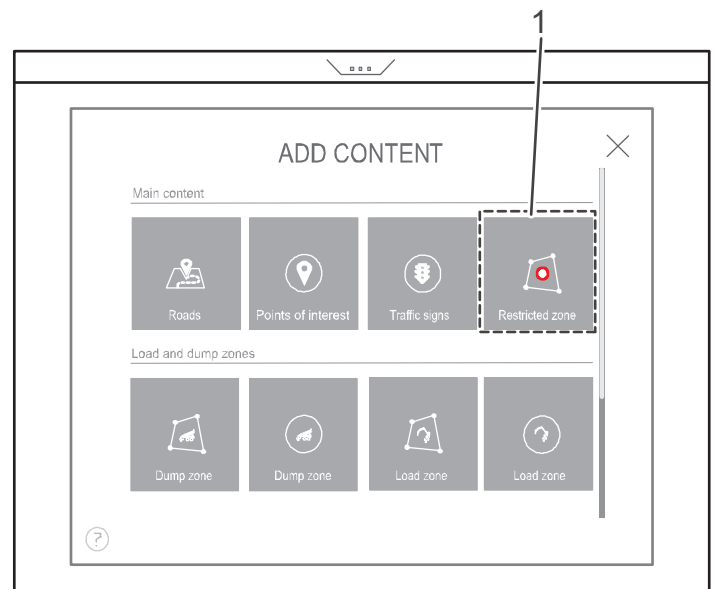 1
ADD CONTENT
Main content
Roads
Points of interest
Traffic signs
Restricted zone
Load and dump zones
Dump zone
Dump zone
Load zone
Load zone
?